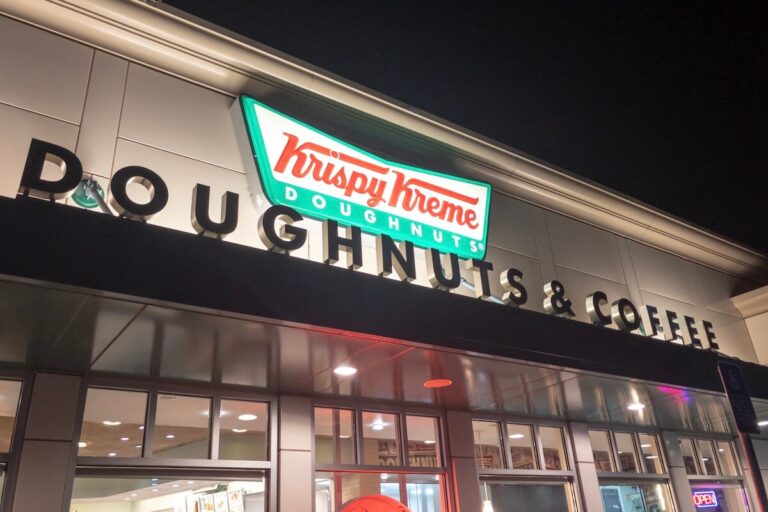 Krispy Kreme
DOUGHNUTS®
DOUGHNUTS & COFFEE
OPEN